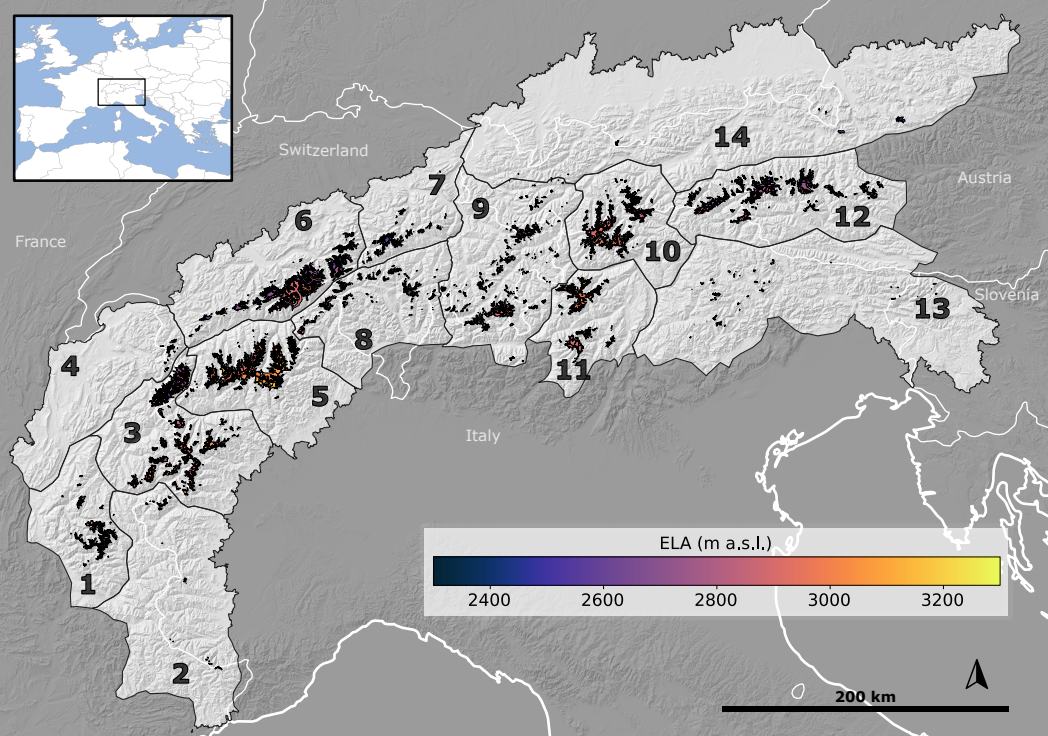 14
Switzerland
7
Austria
9
6
12
10
France
Slovenia
13
8
4
11
5
3
Italy
ELA (m a.s.l.)
2400 2600 2800 3000 3200
1
2
200 km